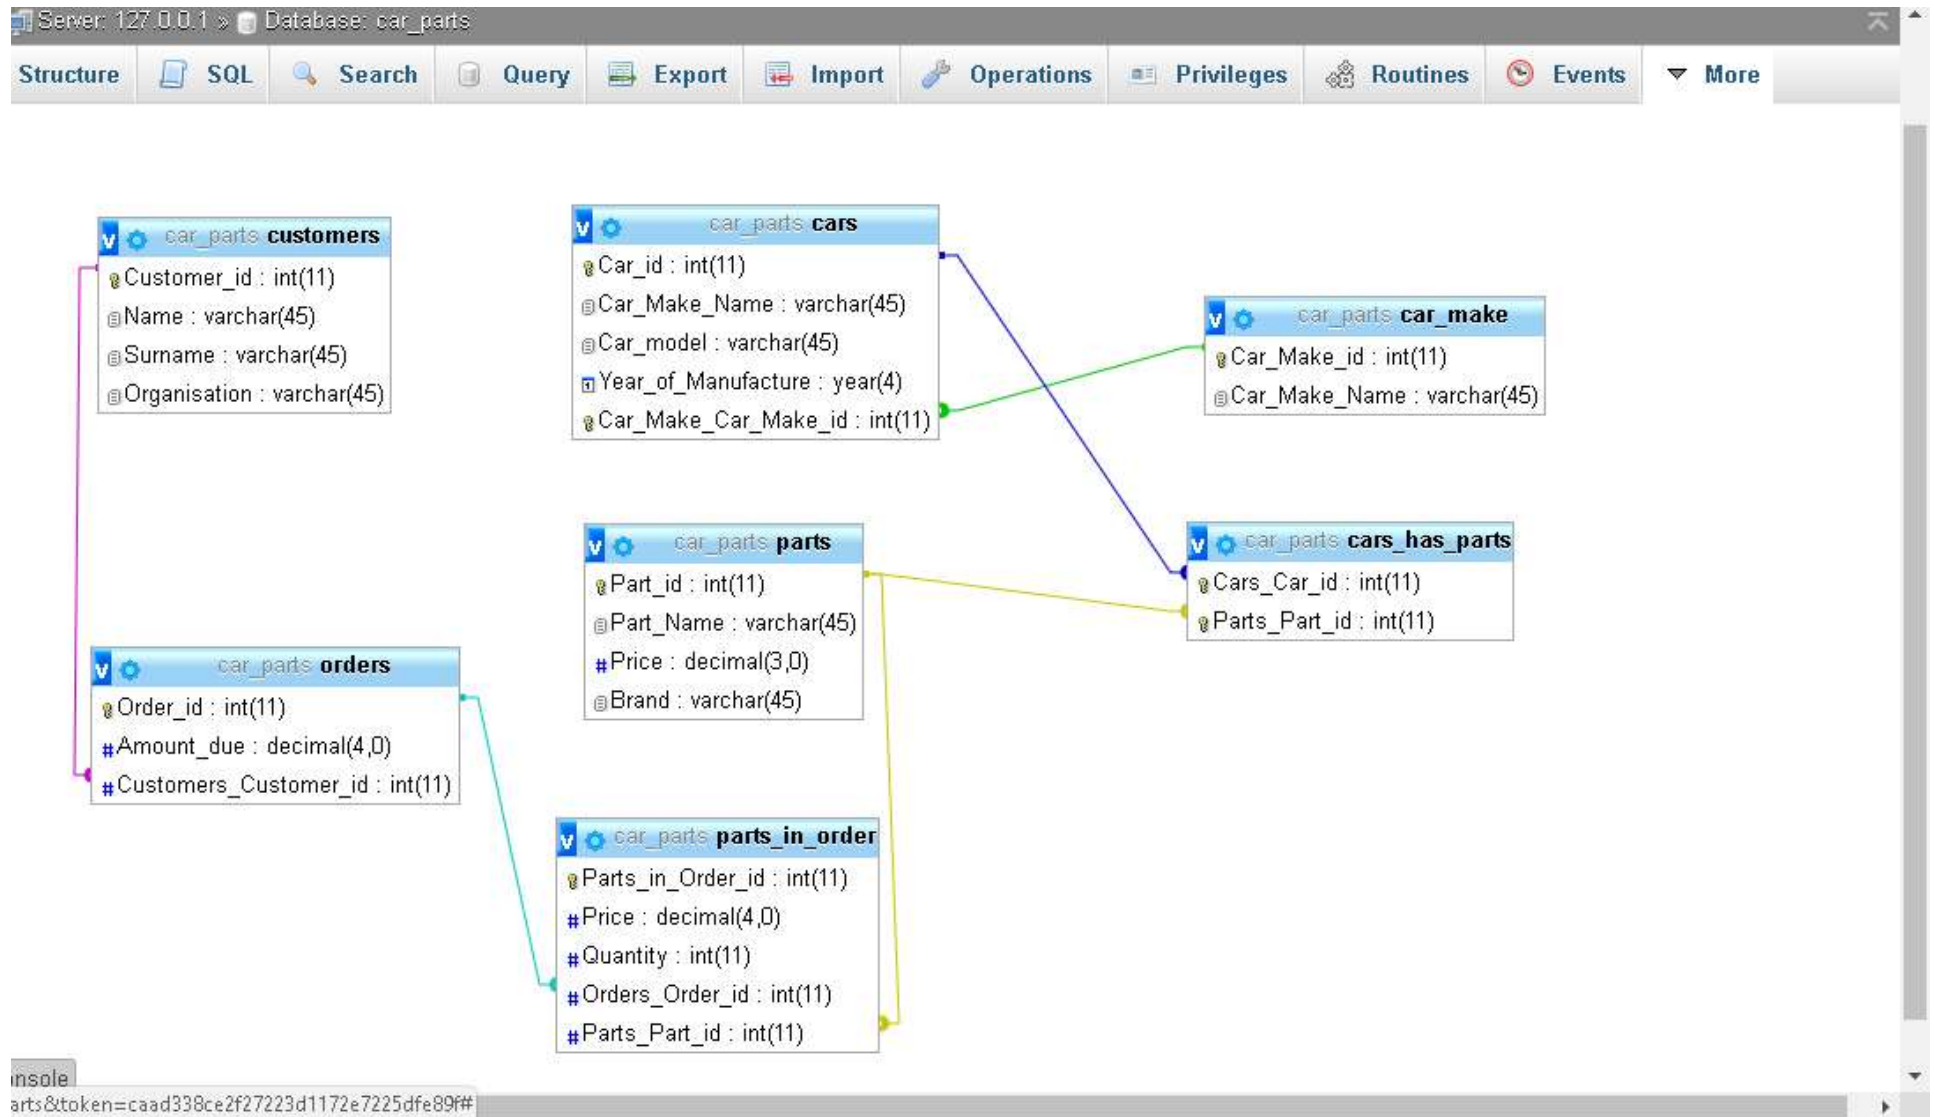 Server: 127.0.0.1 » Database: car_parts
Structure SQL Search Query Export Import Operations Privileges Routines Events More
car_parts customers
Customer_id : int(11)
Name : varchar(45)
Surname : varchar(45)
Organisation : varchar(45)
car_parts cars
Car_id : int(11)
Car_Make_Name : varchar(45)
Car_model : varchar(45)
Year_of_Manufacture : year(4)
Car_Make_Car_Make_id : int(11)
car_parts car_make
Car_Make_id : int(11)
Car_Make_Name : varchar(45)
car_parts parts
Part_id : int(11)
Part_Name : varchar(45)
Price : decimal(3,0)
Brand : varchar(45)
car_parts cars_has_parts
Cars_Car_id : int(11)
Parts_Part_id : int(11)
car_parts orders
Order_id : int(11)
Amount_due : decimal(4,0)
Customers_Customer_id : int(11)
car_parts parts_in_order
Parts_in_Order_id : int(11)
Price : decimal(4,0)
Quantity : int(11)
Orders_Order_id : int(11)
Parts_Part_id : int(11)
onsole
arts&token=caad338ce2f27223d1172e7225dfe89f#